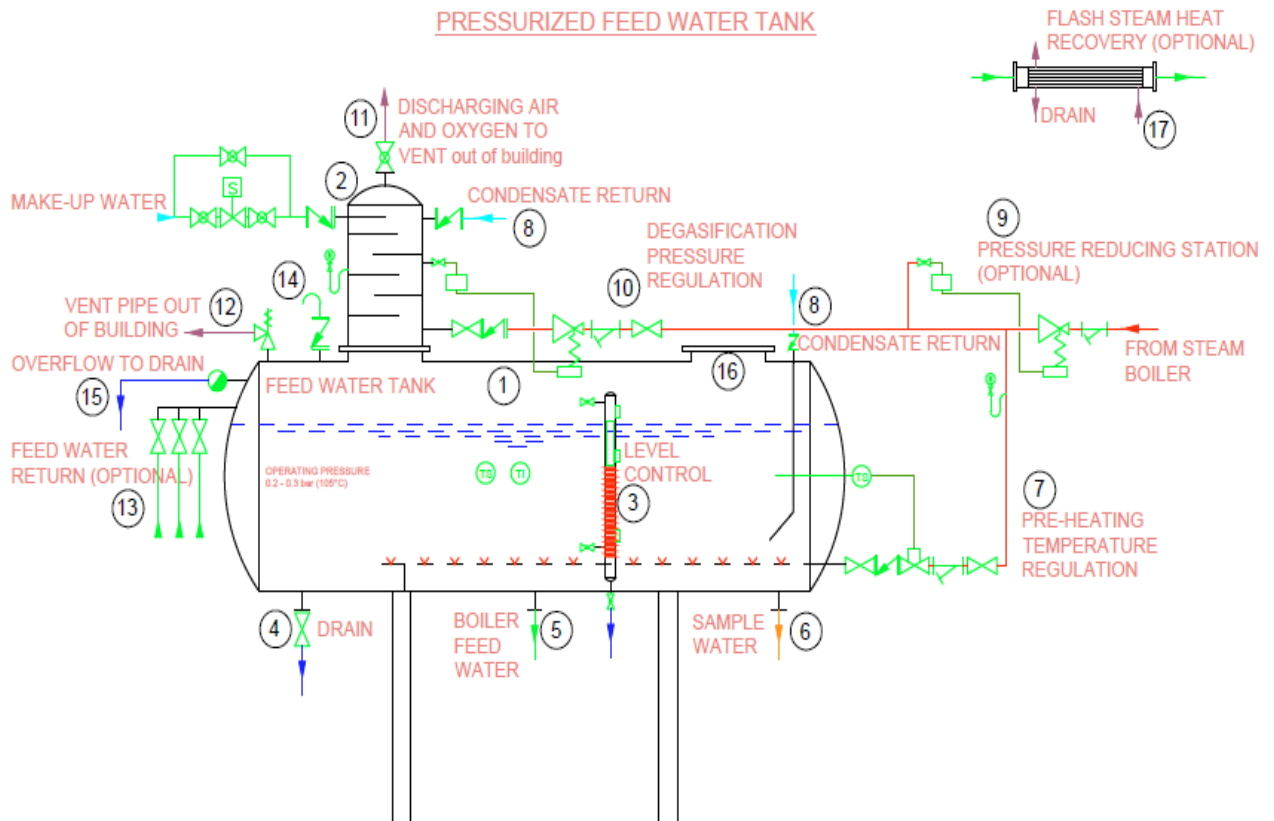 PRESSURIZED FEED WATER TANK
FLASH STEAM HEAT
RECOVERY (OPTIONAL)
DRAIN
17
11
DISCHARGING AIR
AND OXYGEN TO
VENT out of building
2
S
MAKE-UP WATER
CONDENSATE RETURN
8
DEGASIFICATION
PRESSURE
REGULATION
10
9
PRESSURE REDUCING STATION
(OPTIONAL)
14
VENT PIPE OUT
OF BUILDING
12
8
CONDENSATE RETURN
FROM STEAM
BOILER
OVERFLOW TO DRAIN
15
FEED WATER TANK
1
16
FEED WATER
RETURN (OPTIONAL)
13
OPERATING PRESSURE
0.2 - 0.3 bar (105°C)
TS
TI
LEVEL
CONTROL
3
TS
7
PRE-HEATING
TEMPERATURE
REGULATION
4
DRAIN
BOILER
FEED
WATER
5
SAMPLE
WATER
6